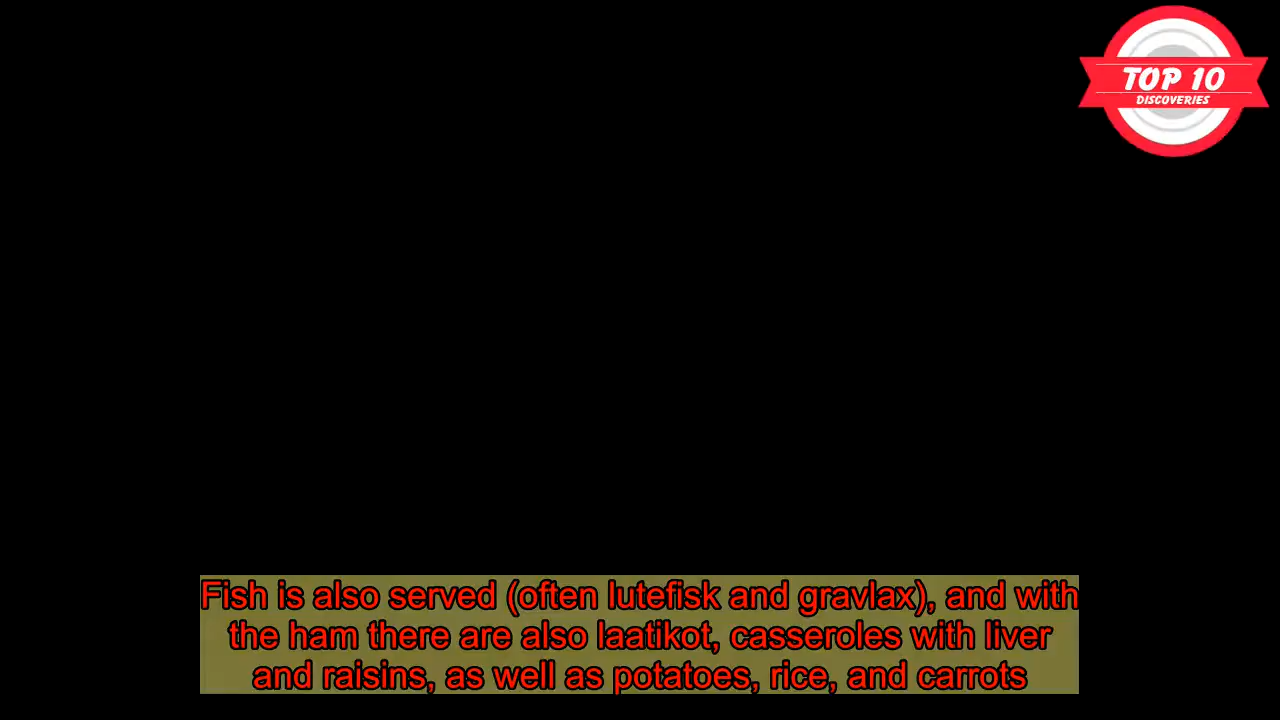 TOP 10
DISCOVERIES
Fish is also served (often lutefisk and gravlax), and with
the ham there are also laatikot, casseroles with liver
and raisins, as well as potatoes, rice, and carrots